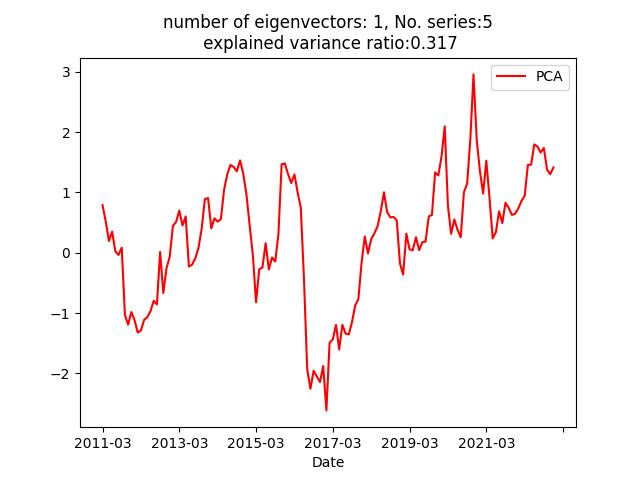 number of eigenvectors: 1, No. series:5
explained variance ratio:0.317
PCA
3
2
1
0
−1
−2
2011-03 2013-03 2015-03 2017-03 2019-03 2021-03
Date